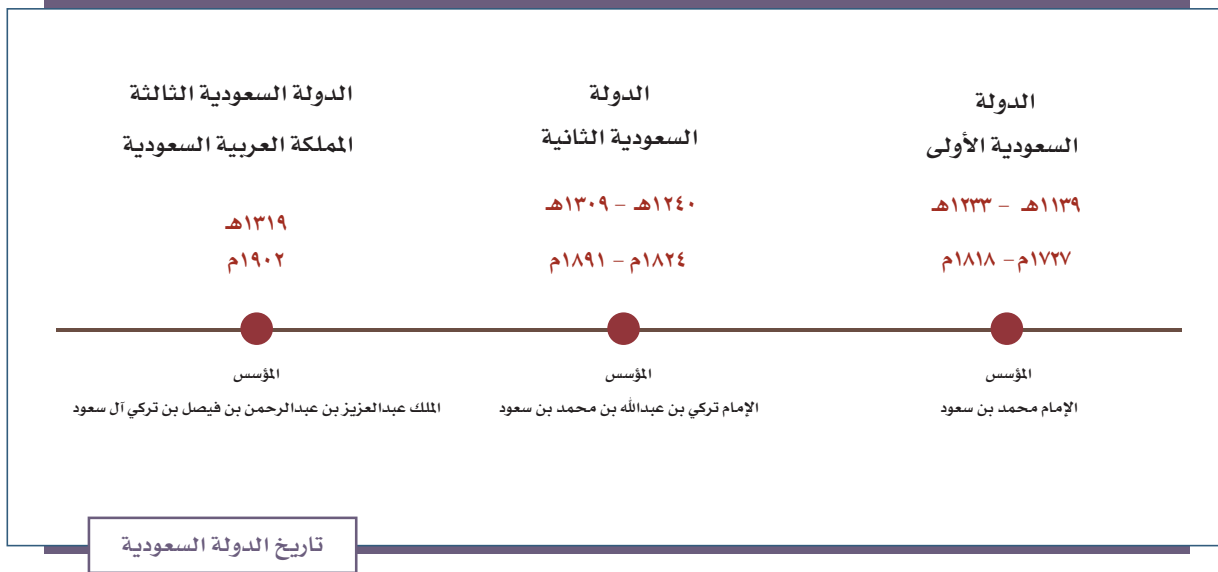 الدولة
السعودية الأولى
١١٣٩هـ – ١٢٣٣هـ
١٧٢٧م – ١٨١٨م
المؤسس
الإمام محمد بن سعود
الدولة
السعودية الثانية
١٢٤٠هـ – ١٣٠٩هـ
١٨٢٤م – ١٨٩١م
المؤسس
الإمام تركي بن عبدالله بن محمد بن سعود
الدولة السعودية الثالثة
المملكة العربية السعودية
١٣١٩هـ
١٩٠٢م
المؤسس
الملك عبدالعزيز بن عبدالرحمن بن فيصل بن تركي آل سعود
تاريخ الدولة السعودية